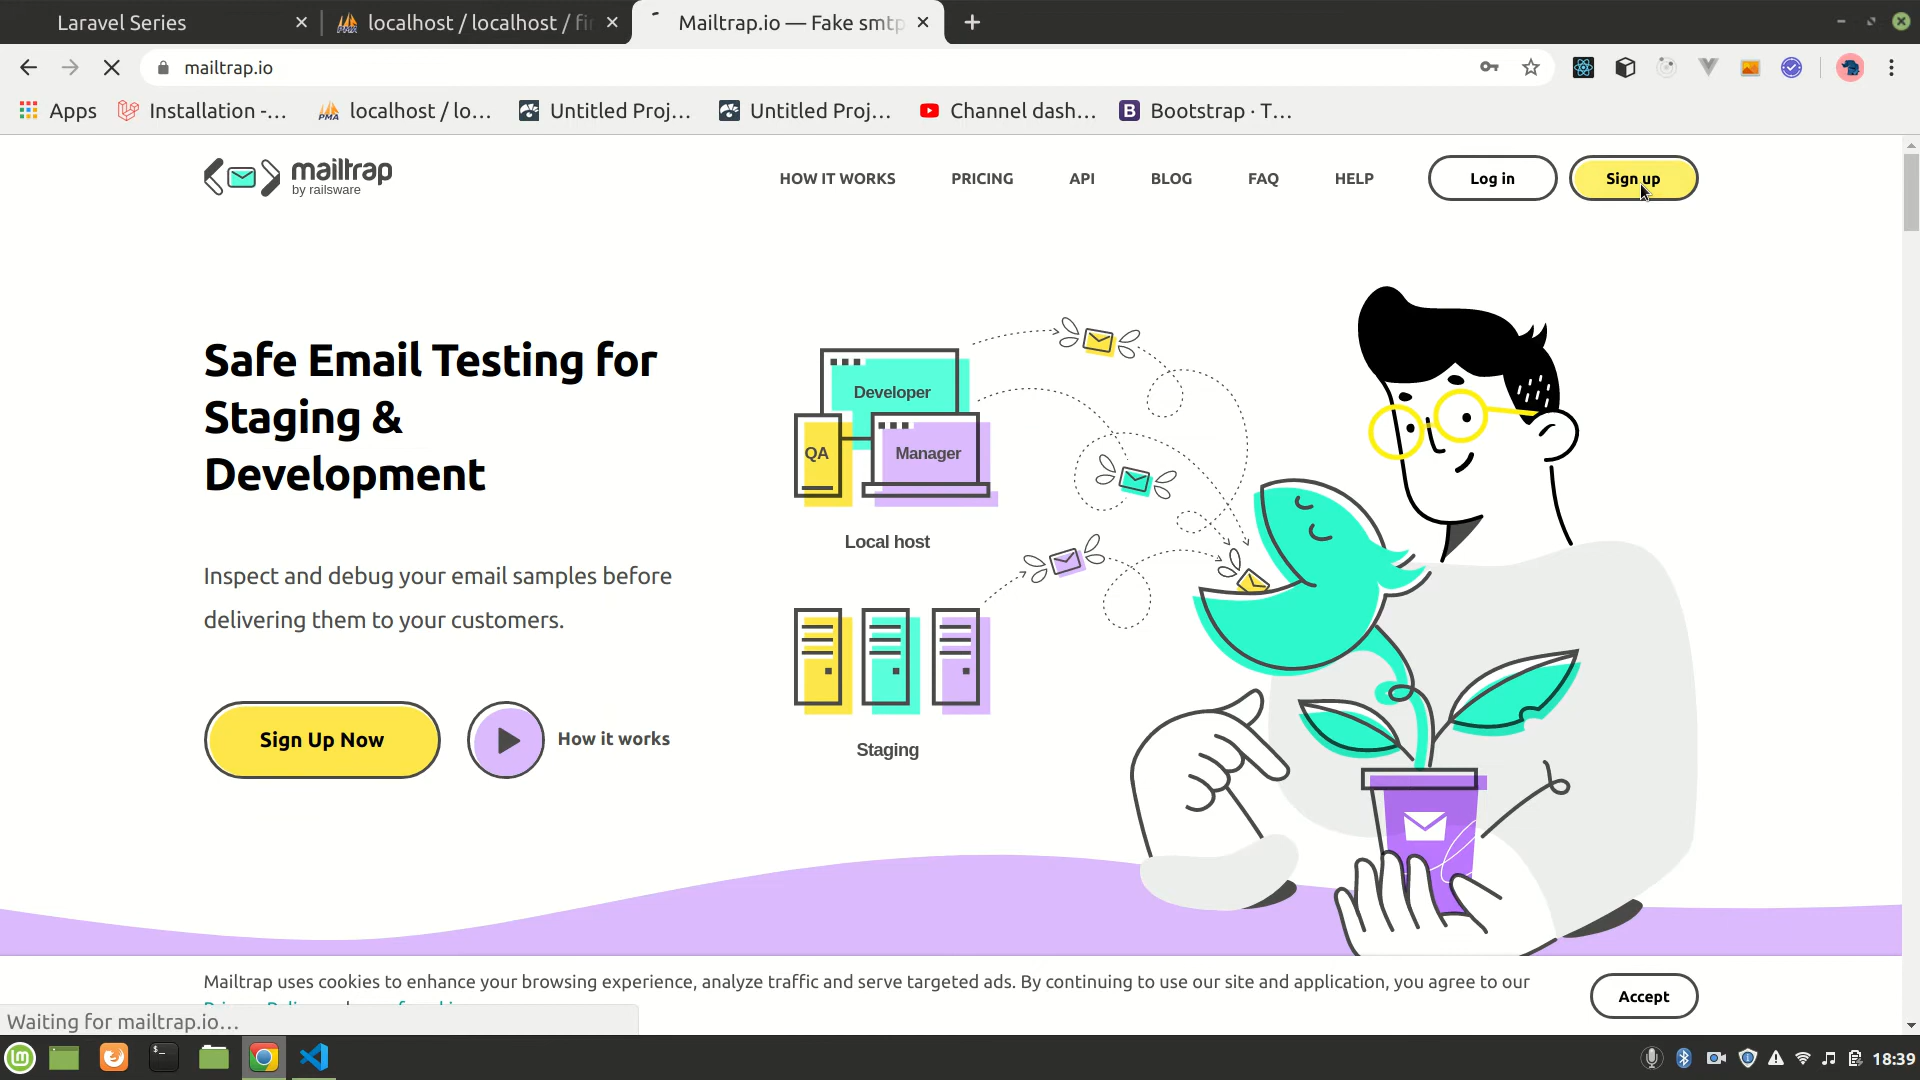 Laravel Series
localhost / localhost / fir
Mailtrap.io — Fake smtp
mailtrap.io
Apps
Installation -...
localhost / lo...
Untitled Proj...
Untitled Proj...
Channel dash...
Bootstrap · T...
mailtrap
by railsware
HOW IT WORKS
PRICING
API
BLOG
FAQ
HELP
Log in
Sign up
Safe Email Testing for
Staging &
Development
Developer
QA
Manager
Local host
Inspect and debug your email samples before
delivering them to your customers.
Sign Up Now
How it works
Staging
Mailtrap uses cookies to enhance your browsing experience, analyze traffic and serve targeted ads. By continuing to use our site and application, you agree to our
Accept
Waiting for mailtrap.io...
18:39